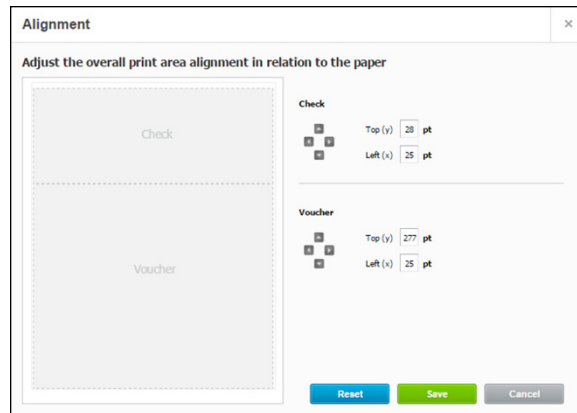 Alignment
×
Adjust the overall print area alignment in relation to the paper
Check
Voucher
Check
Top (y) 28 pt
Left (x) 25 pt
Voucher
Top (y) 277 pt
Left (x) 25 pt
Reset Save Cancel